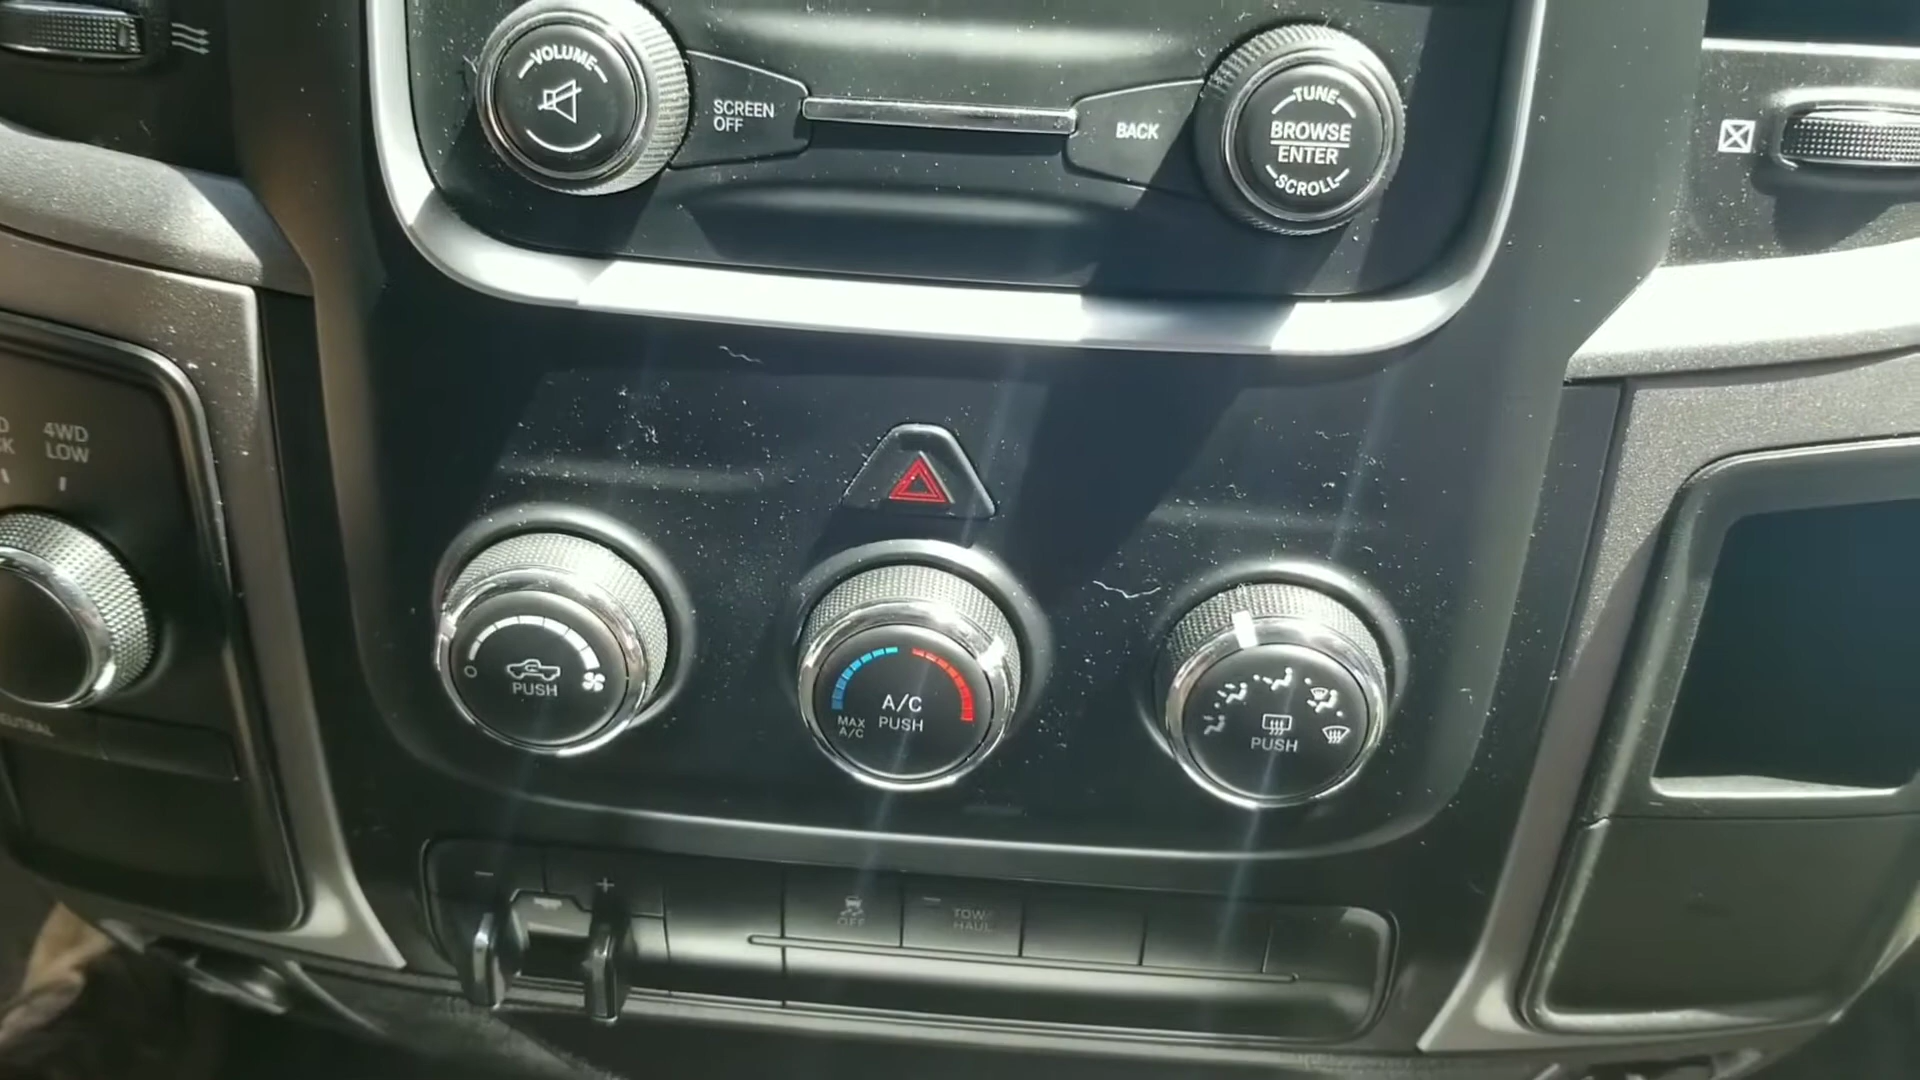 VOLUME
SCREEN
OFF
BACK
TUNE
BROWSE
ENTER
SCROLL
4WD
LOW
PUSH
A/C
PUSH
MAX
A/C
PUSH
- +
OFF
TOW/
HAUL